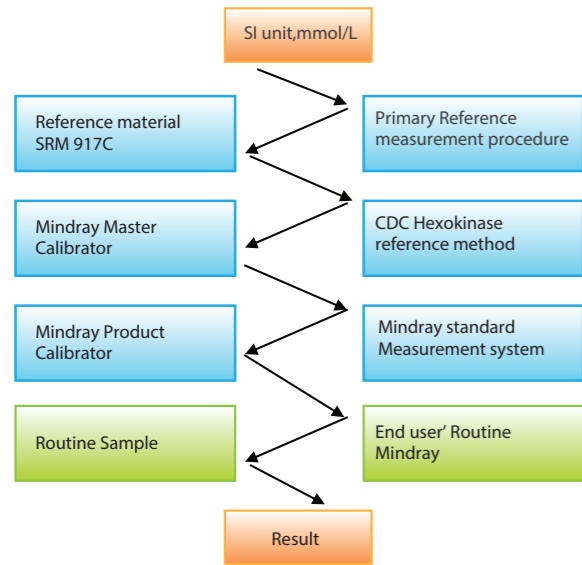 SI unit,mmol/L
Reference material
SRM 917C
Primary Reference
measurement procedure
Mindray Master
Calibrator
CDC Hexokinase
reference method
Mindray Product
Calibrator
Mindray standard
Measurement system
Routine Sample
End user' Routine
Mindray
Result